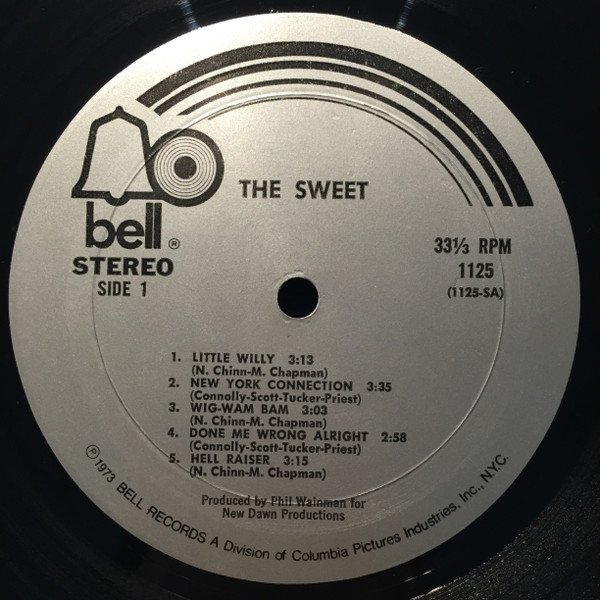 THE SWEET
bell®
STEREO
SIDE 1
33⅓ RPM
1125
(1125-SA)
1. LITTLE WILLY 3:13
(N. Chinn-M. Chapman)
2. NEW YORK CONNECTION 3:35
(Connolly-Scott-Tucker-Priest)
3. WIG-WAM BAM 3:03
(N. Chinn-M. Chapman)
4. DONE ME WRONG ALRIGHT 2:58
(Connolly-Scott-Tucker-Priest)
5. HELL RAISER 3:15
(N. Chinn-M. Chapman)
Produced by Phil Wainman for
New Dawn Productions
℗1973 BELL RECORDS A Division of Columbia Pictures Industries, Inc., N.Y.C.